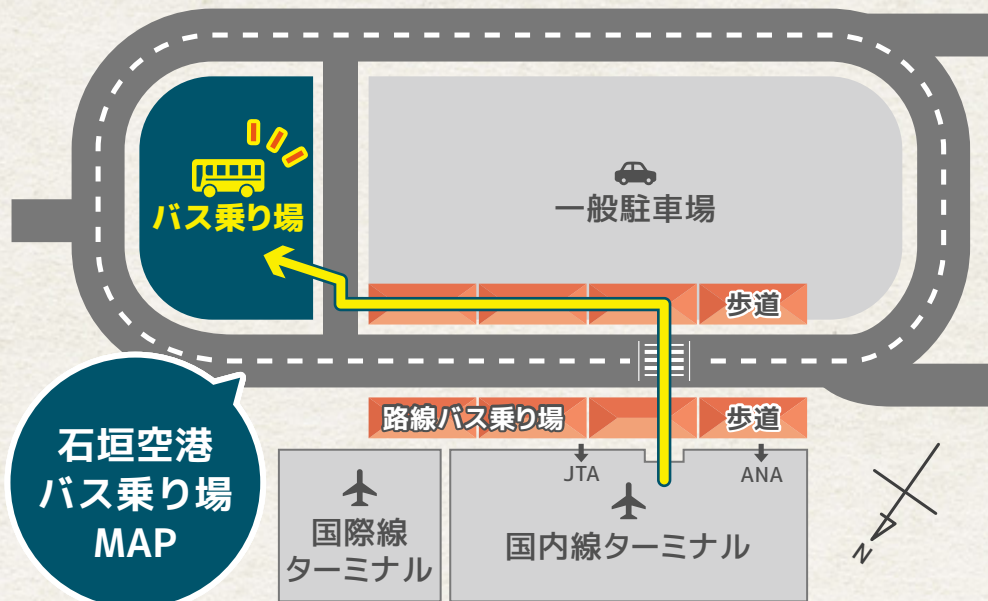 バス乗り場
一般駐車場
歩道
路線バス乗り場
歩道
石垣空港
バス乗り場
MAP
JTA
ANA
国際線
ターミナル
国内線ターミナル
N